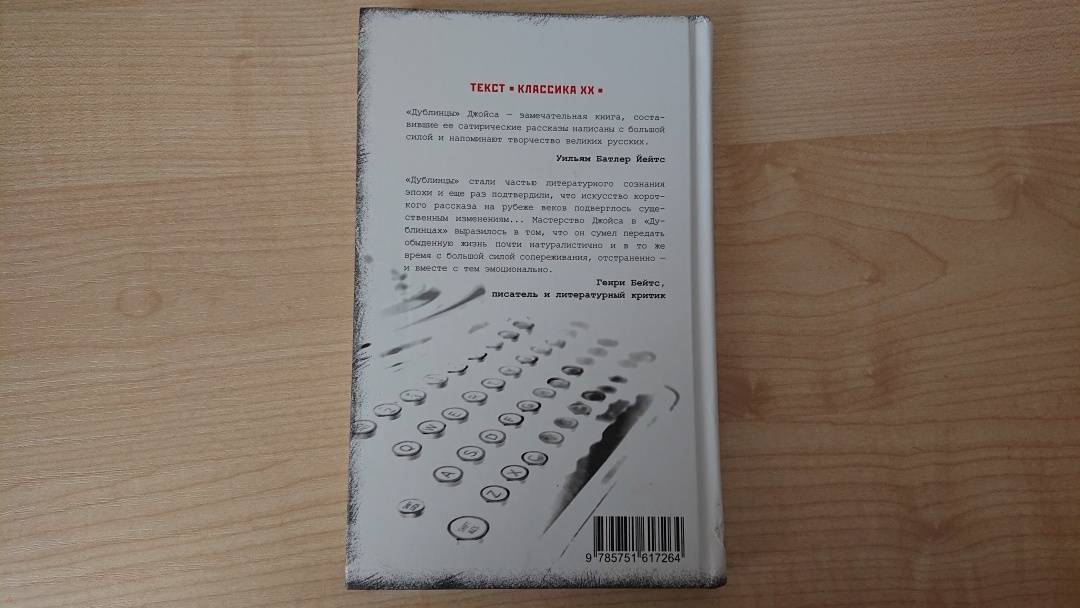 ТЕКСТ ▪ КЛАССИКА XX ▪
«Дублинцы» Джойса — замечательная книга, соста-
вившие ее сатирические рассказы написаны с большой
силой и напоминают творчество великих русских.
Уильям Батлер Йейтс
«Дублинцы» стали частью литературного сознания
эпохи и еще раз подтвердили, что искусство корот-
кого рассказа на рубеже веков подверглось суще-
ственным изменениям... Мастерство Джойса в «Ду-
блинцах» выразилось в том, что он сумел передать
обыденную жизнь почти натуралистично и в то же
время с большой силой сопереживания, отстраненно —
и вместе с тем эмоционально.
Генри Бейтс,
писатель и литературный критик
Q W E R
A S D F G
Z X C
9 785751 617264